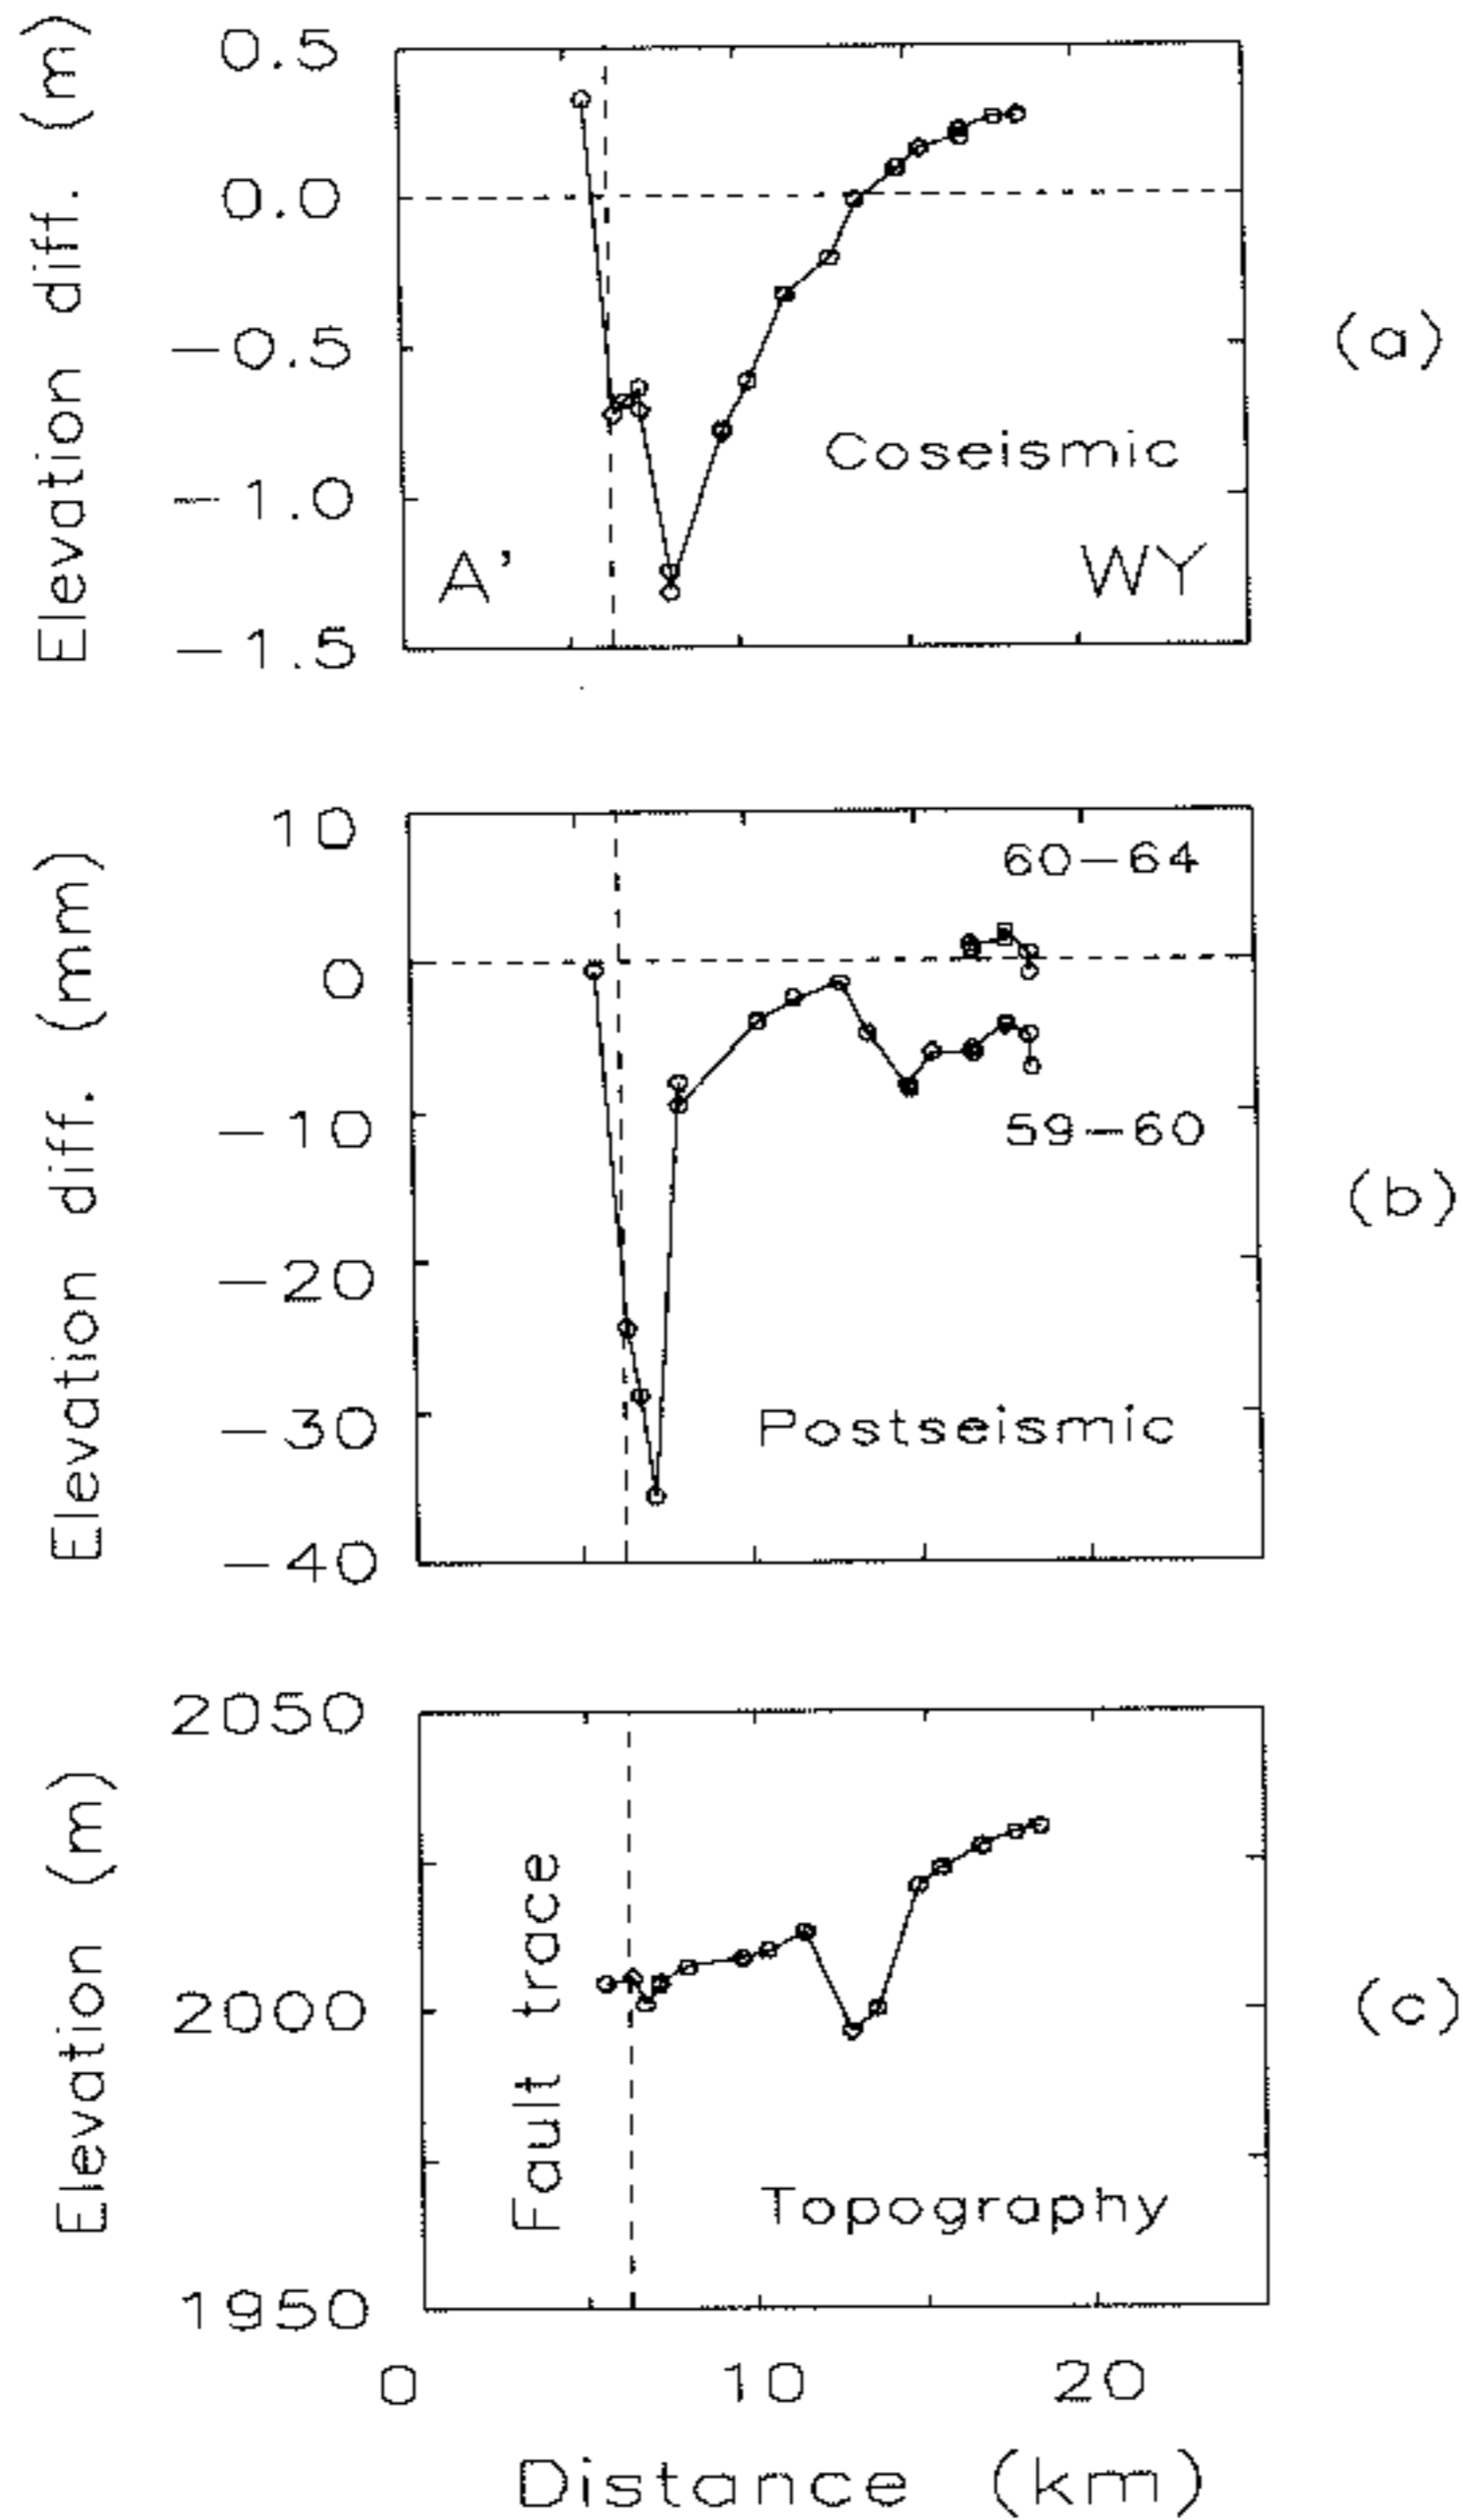 Elevation diff. (m)
0.5
0.0
−0.5
−1.0
−1.5
Coseismic
A’
WY
(a)
Elevation diff. (mm)
10
0
−10
−20
−30
−40
60−64
59−60
Postseismic
(b)
Elevation (m)
2050
2000
1950
Fault trace
Topography
(c)
0 10 20
Distance (km)